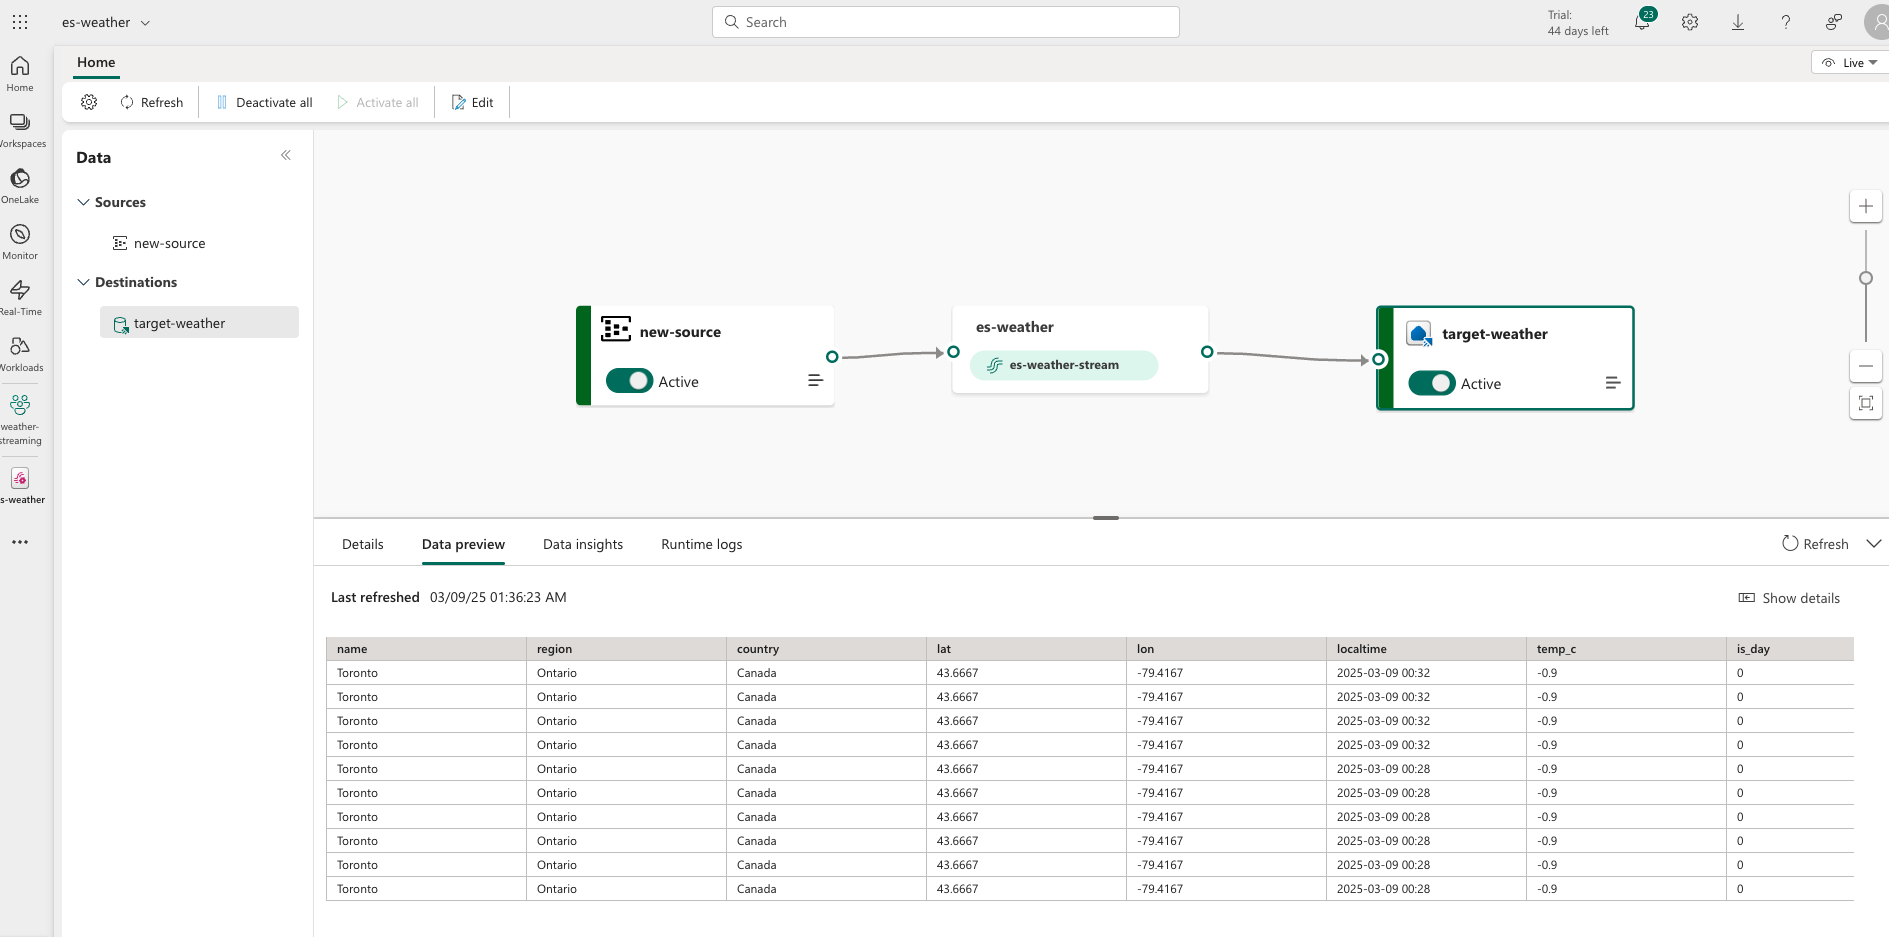 es-weather
Search
Trial:
44 days left
23
Home
Live
Refresh
Deactivate all
Activate all
Edit
Home
Workspaces
OneLake
Monitor
Real-Time
Workloads
weather-
streaming
es-weather
Data
Sources
new-source
Destinations
target-weather
new-source
Active
es-weather
es-weather-stream
target-weather
Active
Details Data preview Data insights Runtime logs
Refresh
Last refreshed 03/09/25 01:36:23 AM
Show details
name region country lat lon localtime temp_c is_day
Toronto Ontario Canada 43.6667 -79.4167 2025-03-09 00:32 -0.9 0
Toronto Ontario Canada 43.6667 -79.4167 2025-03-09 00:32 -0.9 0
Toronto Ontario Canada 43.6667 -79.4167 2025-03-09 00:32 -0.9 0
Toronto Ontario Canada 43.6667 -79.4167 2025-03-09 00:32 -0.9 0
Toronto Ontario Canada 43.6667 -79.4167 2025-03-09 00:28 -0.9 0
Toronto Ontario Canada 43.6667 -79.4167 2025-03-09 00:28 -0.9 0
Toronto Ontario Canada 43.6667 -79.4167 2025-03-09 00:28 -0.9 0
Toronto Ontario Canada 43.6667 -79.4167 2025-03-09 00:28 -0.9 0
Toronto Ontario Canada 43.6667 -79.4167 2025-03-09 00:28 -0.9 0
Toronto Ontario Canada 43.6667 -79.4167 2025-03-09 00:28 -0.9 0